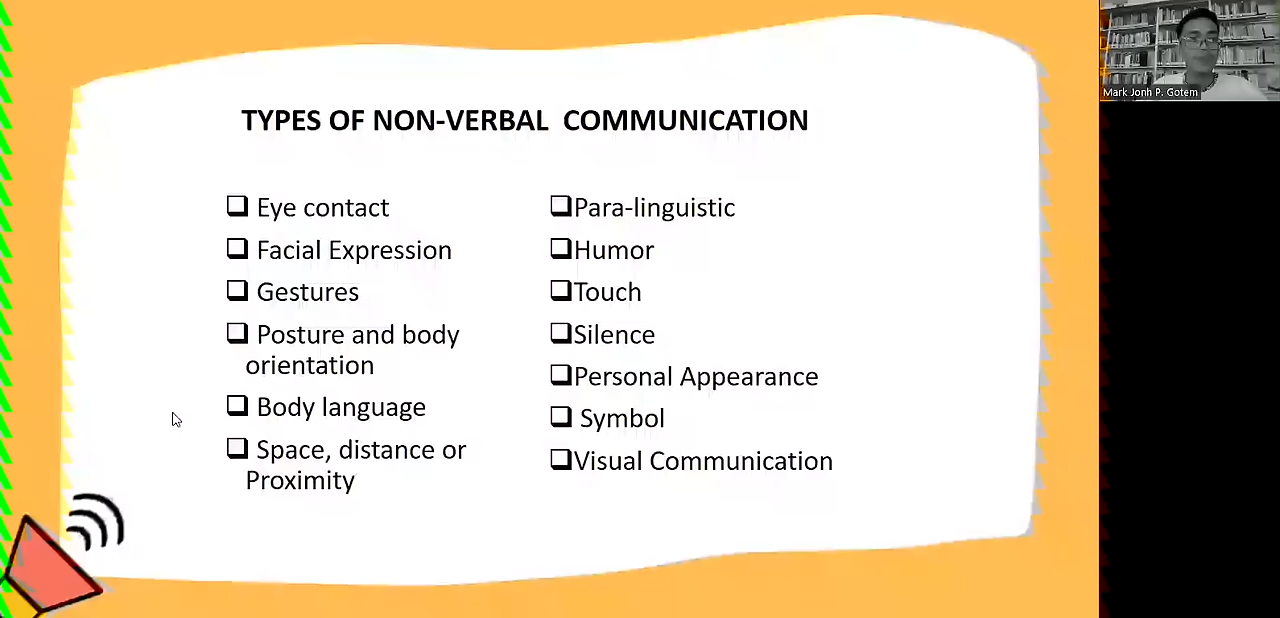 TYPES OF NON-VERBAL COMMUNICATION
Eye contact
Facial Expression
Gestures
Posture and body
orientation
Body language
Space, distance or
Proximity
Para-linguistic
Humor
Touch
Silence
Personal Appearance
Symbol
Visual Communication
Mark Jonh P. Gotem